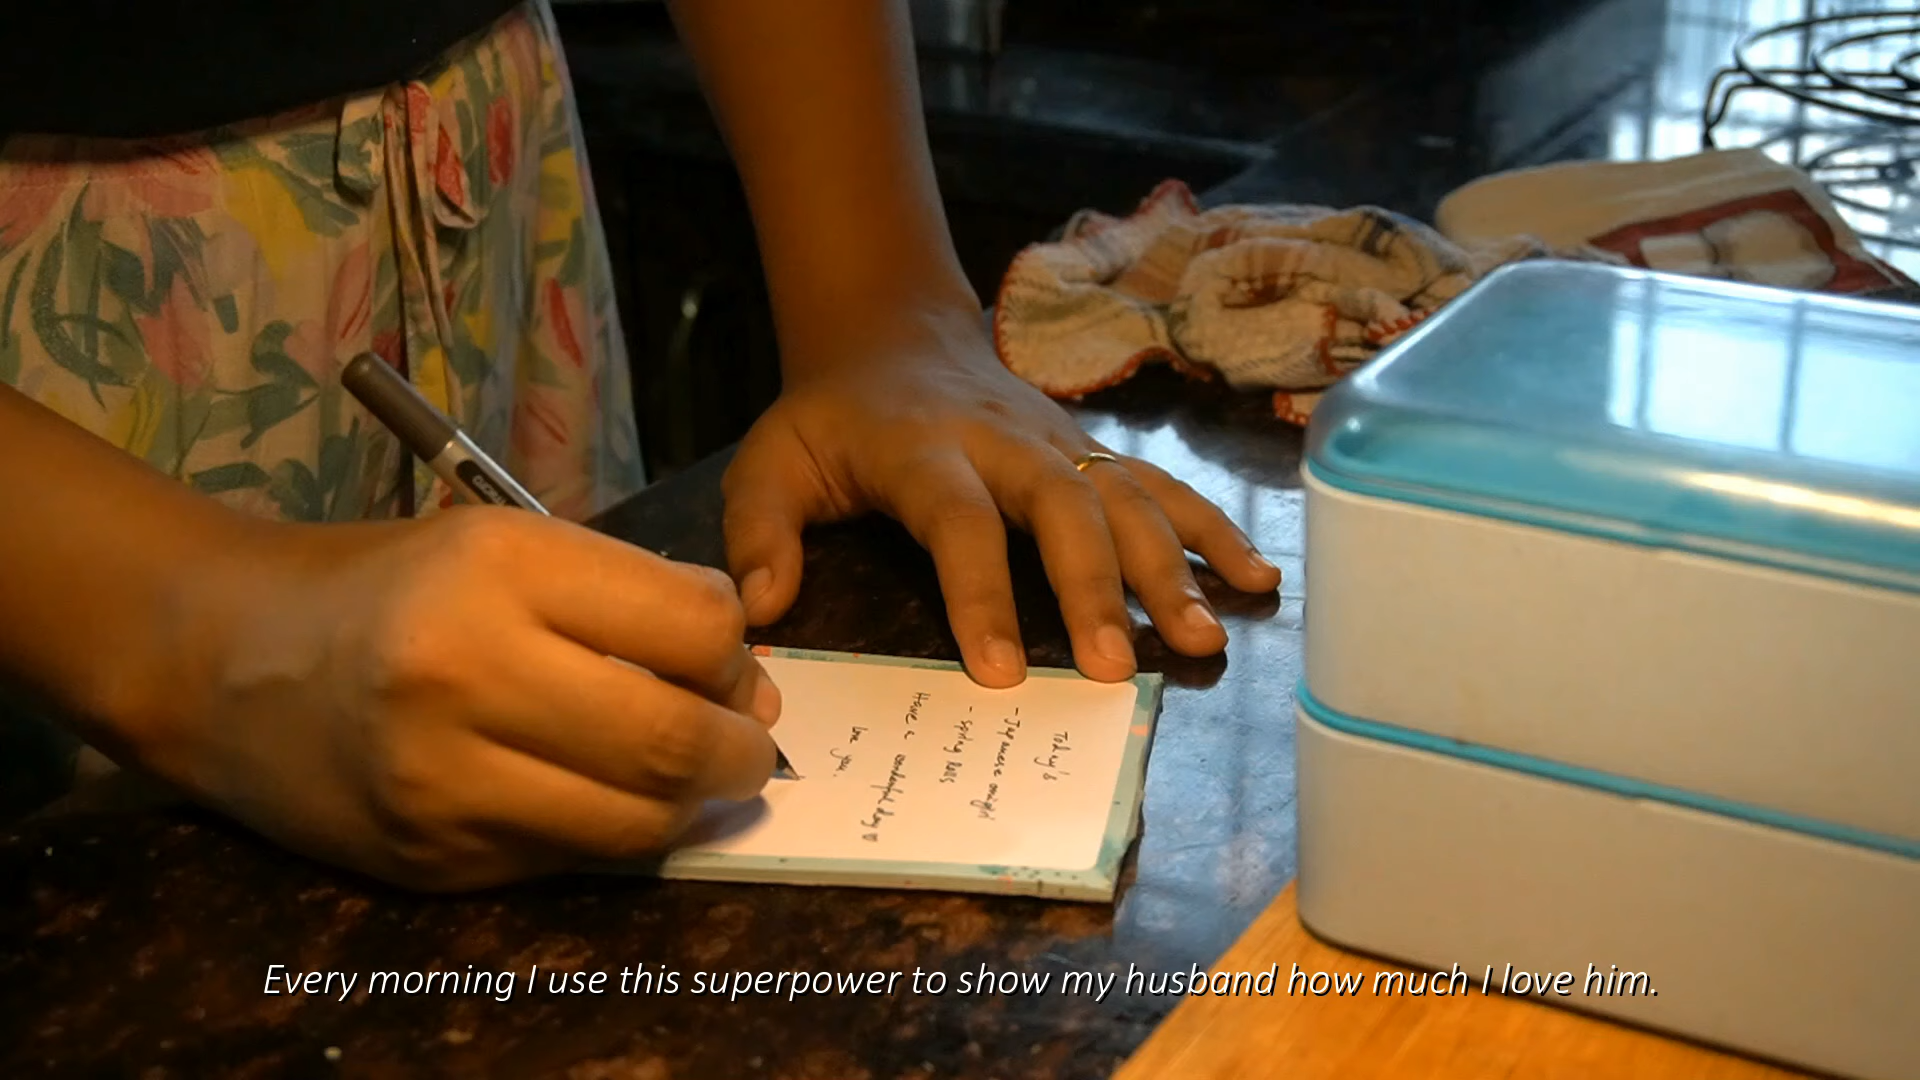 Today's
- Japanese onigiri
- Spring Rolls
Have a wonderful day
love you.
Every morning I use this superpower to show my husband how much I love him.